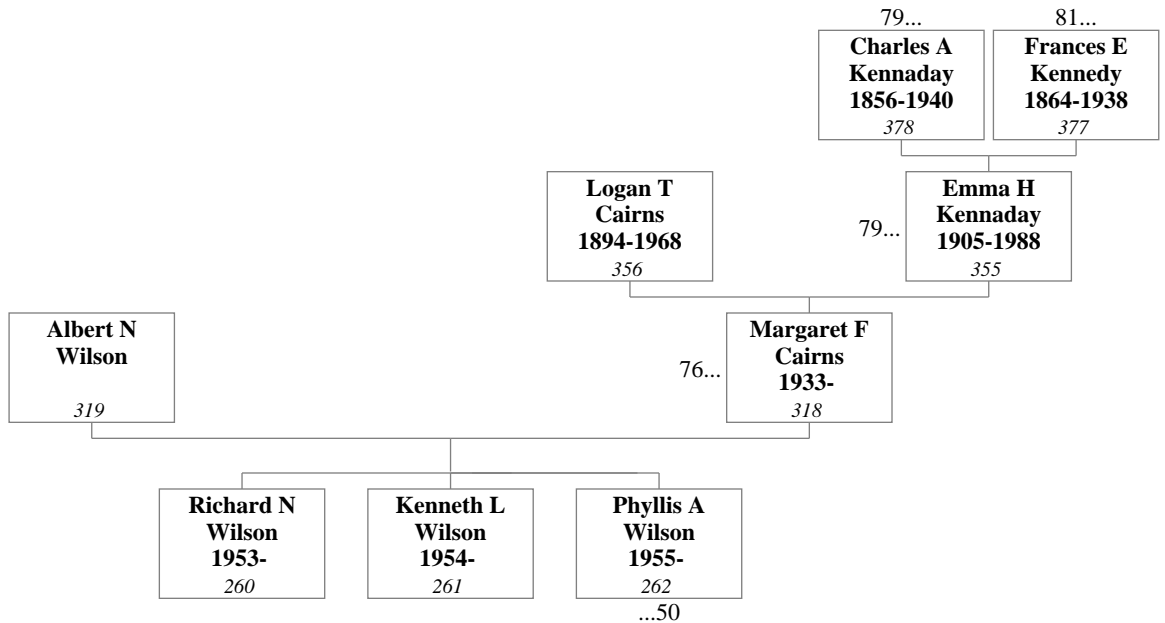 79...
81...
Charles A
Kennaday
1856-1940
378
Frances E
Kennedy
1864-1938
377
Logan T
Cairns
1894-1968
356
79...
Emma H
Kennaday
1905-1988
355
Albert N
Wilson
319
76...
Margaret F
Cairns
1933-
318
Richard N
Wilson
1953-
260
Kenneth L
Wilson
1954-
261
Phyllis A
Wilson
1955-
262
...50